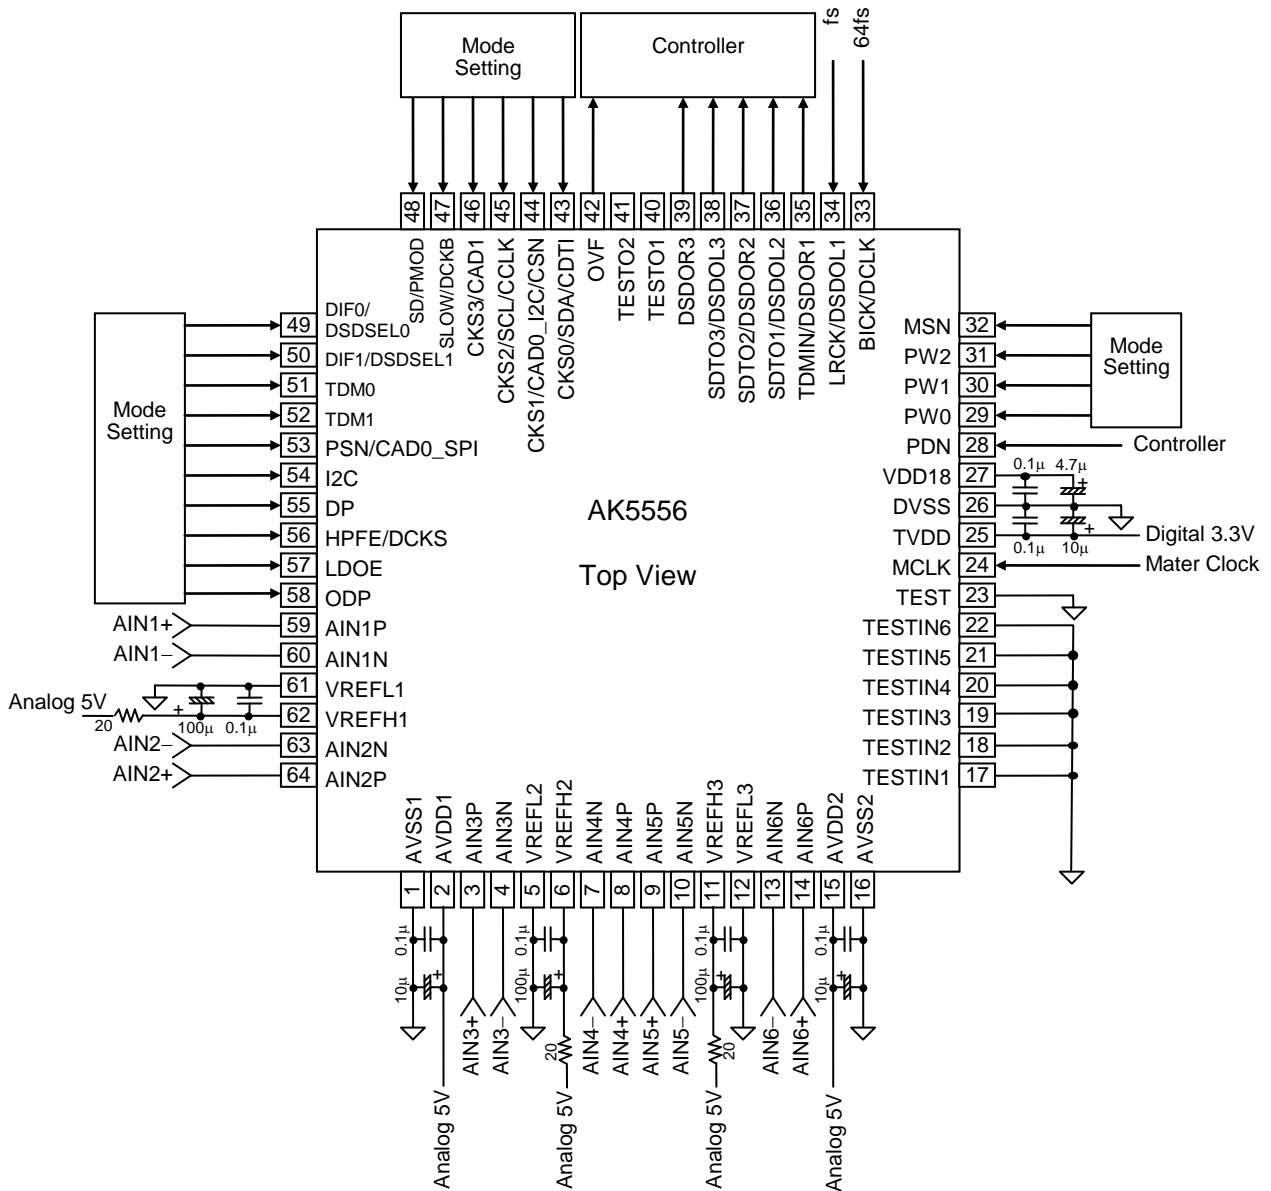 Mode
Setting
Controller
fs
64fs
48
47
46
45
44
43
42
41
40
39
38
37
36
35
34
33
SD/PMOD
SLOW/DCKB
CKS3/CAD1
CKS2/SCL/CCLK
CKS1/CAD0_I2C/CSN
CKS0/SDA/CDTI
OVF
TESTO2
TESTO1
DSDOR3
SDTO3/DSDOL3
SDTO2/DSDOR2
SDTO1/DSDOL2
TDMIN/DSDOR1
LRCK/DSDOL1
BICK/DCLK
Mode
Setting
49 DIF0/
DSDSEL0
50 DIF1/DSDSEL1
51 TDM0
52 TDM1
53 PSN/CAD0_SPI
54 I2C
55 DP
56 HPFE/DCKS
57 LDOE
58 ODP
AIN1+ 59 AIN1P
AIN1− 60 AIN1N
61 VREFL1
Analog 5V 20 + 100µ 0.1µ 62 VREFH1
AIN2− 63 AIN2N
AIN2+ 64 AIN2P
AK5556
Top View
MSN 32
PW2 31
PW1 30
PW0 29
Mode
Setting
PDN 28 Controller
VDD18 27 0.1µ 4.7µ +
DVSS 26
TVDD 25 0.1µ 10µ + Digital 3.3V
MCLK 24 Mater Clock
TEST 23
TESTIN6 22
TESTIN5 21
TESTIN4 20
TESTIN3 19
TESTIN2 18
TESTIN1 17
AVSS1
AVDD1
AIN3P
AIN3N
VREFL2
VREFH2
AIN4N
AIN4P
AIN5P
AIN5N
VREFH3
VREFL3
AIN6N
AIN6P
AVDD2
AVSS2
1
2
3
4
5
6
7
8
9
10
11
12
13
14
15
16
0.1µ
10µ
+
Analog 5V
AIN3+
AIN3−
0.1µ
100µ
+
20
Analog 5V
AIN4−
AIN4+
AIN5+
AIN5−
0.1µ
100µ
+
20
Analog 5V
AIN6−
AIN6+
0.1µ
10µ
+
Analog 5V